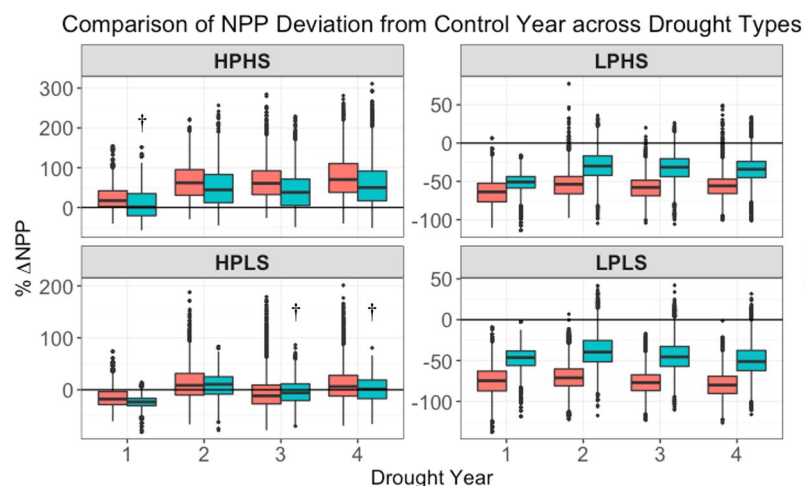 Comparison of NPP Deviation from Control Year across Drought Types
HPHS
LPHS
300
200
100
0
†
50
0
-50
-100
% ΔNPP
HPLS
LPLS
200
100
0
† †
50
0
-50
-100
1 2 3 4
1 2 3 4
Drought Year